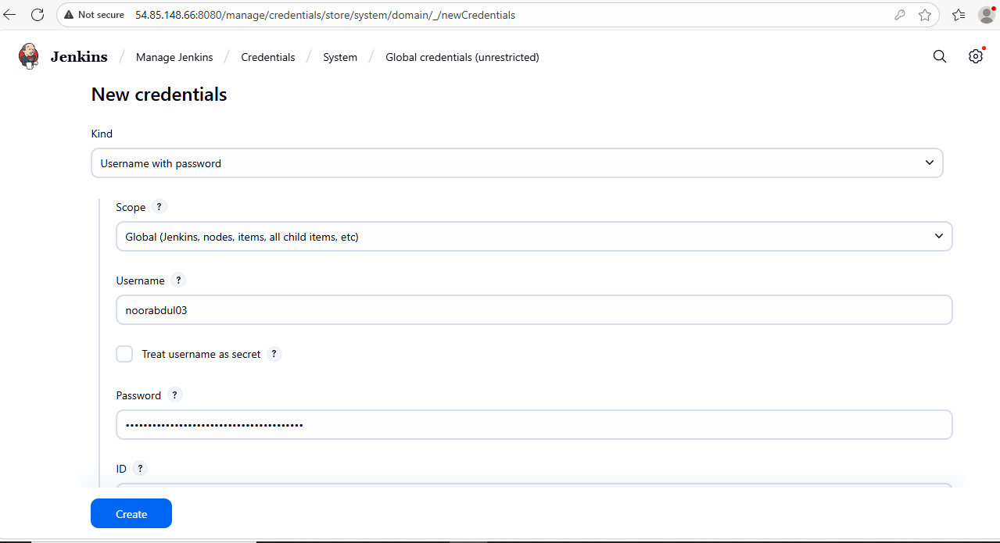 Not secure 54.85.148.66:8080/manage/credentials/store/system/domain/_/newCredentials
Jenkins / Manage Jenkins / Credentials / System / Global credentials (unrestricted)
New credentials
Kind
Username with password
Scope ?
Global (Jenkins, nodes, items, all child items, etc)
Username ?
noorabdul03
Treat username as secret ?
Password ?
••••••••••••••••••••••••••••••••••••••••
ID ?
Create